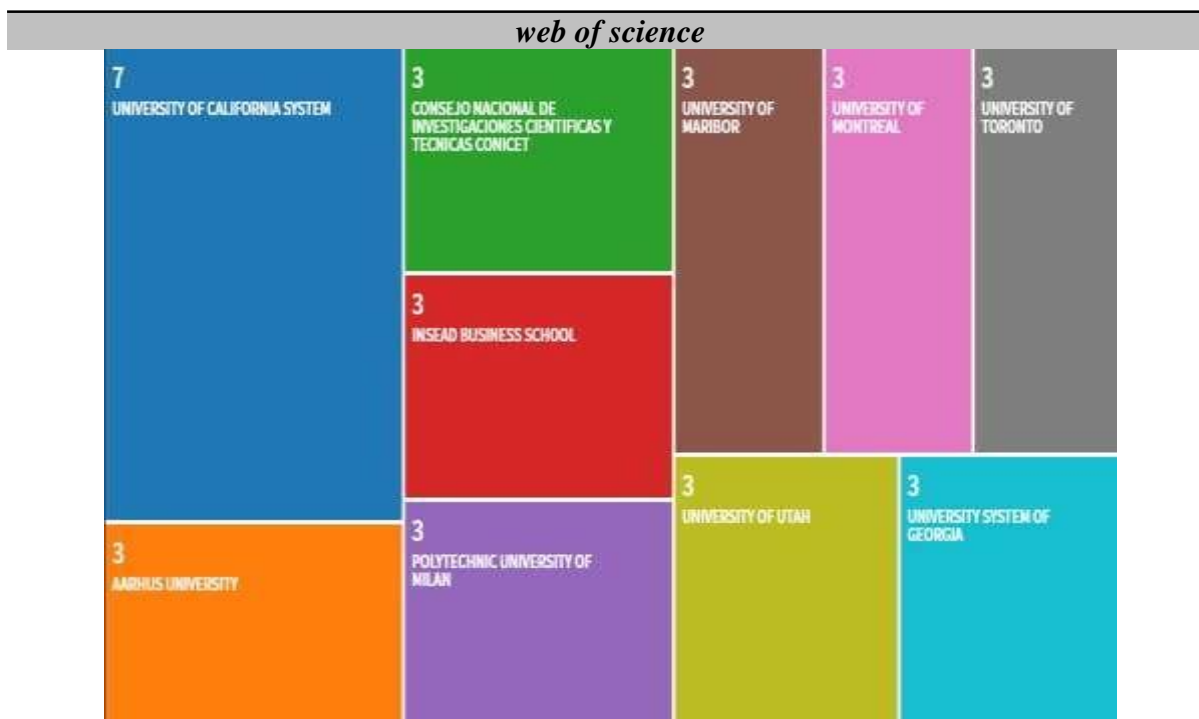 web of science
7
UNIVERSITY OF CALIFORNIA SYSTEM
3
AARHUS UNIVERSITY
3
CONSEJO NACIONAL DE
INVESTIGACIONES CIENTIFICAS Y
TECNICAS CONICET
3
INSEAD BUSINESS SCHOOL
3
POLYTECHNIC UNIVERSITY OF
MILAN
3
UNIVERSITY OF
MARIBOR
3
UNIVERSITY OF
MONTREAL
3
UNIVERSITY OF
TORONTO
3
UNIVERSITY OF UTAH
3
UNIVERSITY SYSTEM OF
GEORGIA